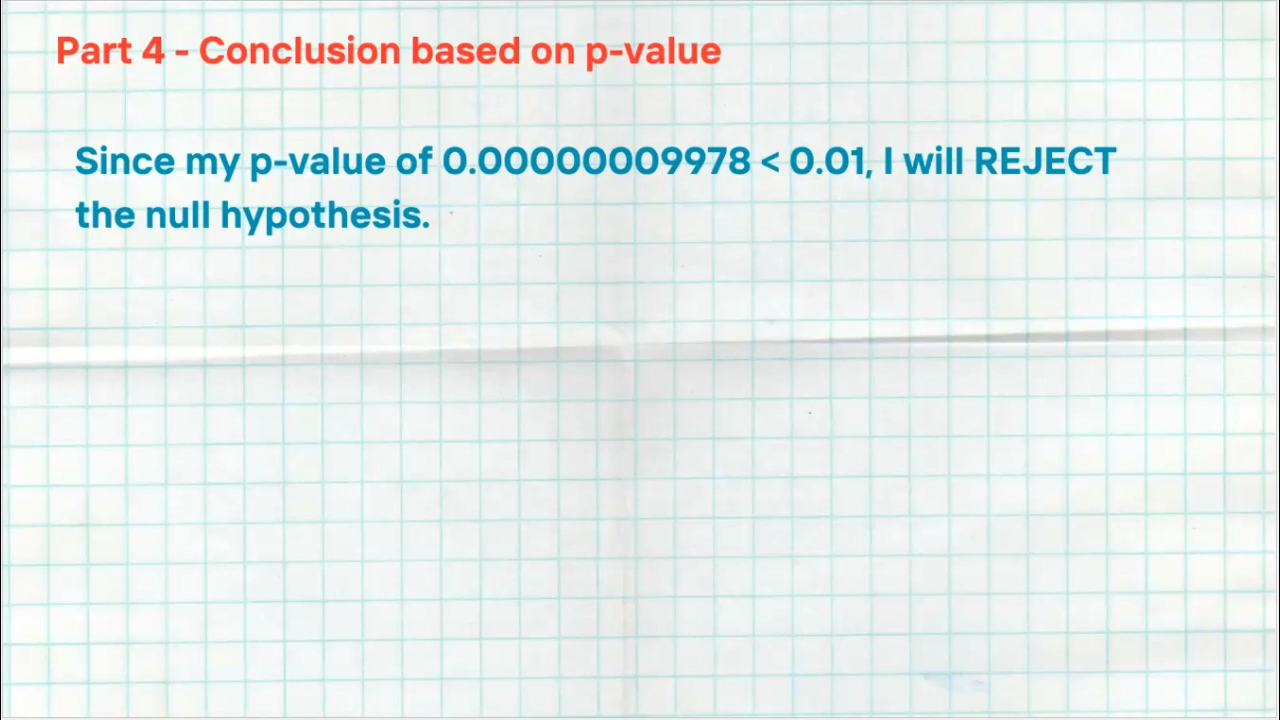 Part 4 - Conclusion based on p-value
Since my p-value of 0.00000009978 < 0.01, I will REJECT
the null hypothesis.